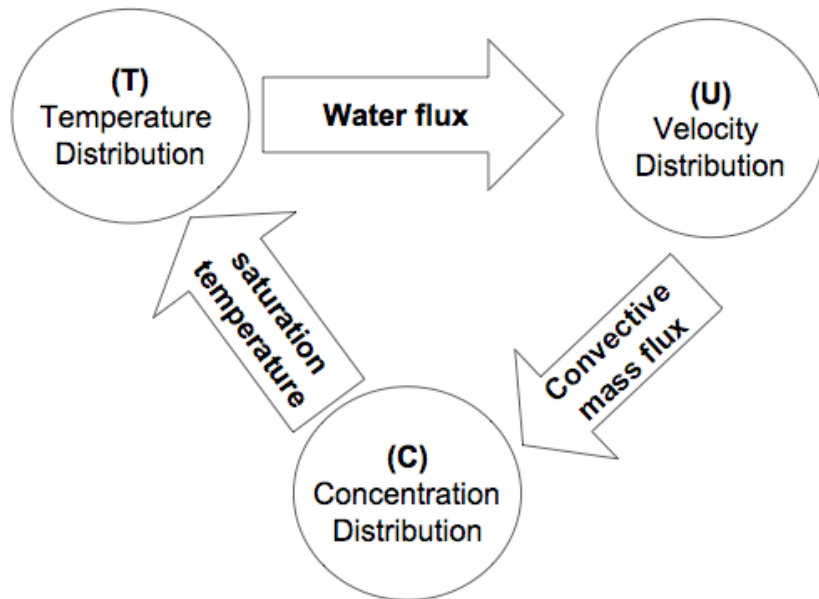 (T)
Temperature
Distribution
Water flux
(U)
Velocity
Distribution
saturation
temperature
Convective
mass flux
(C)
Concentration
Distribution